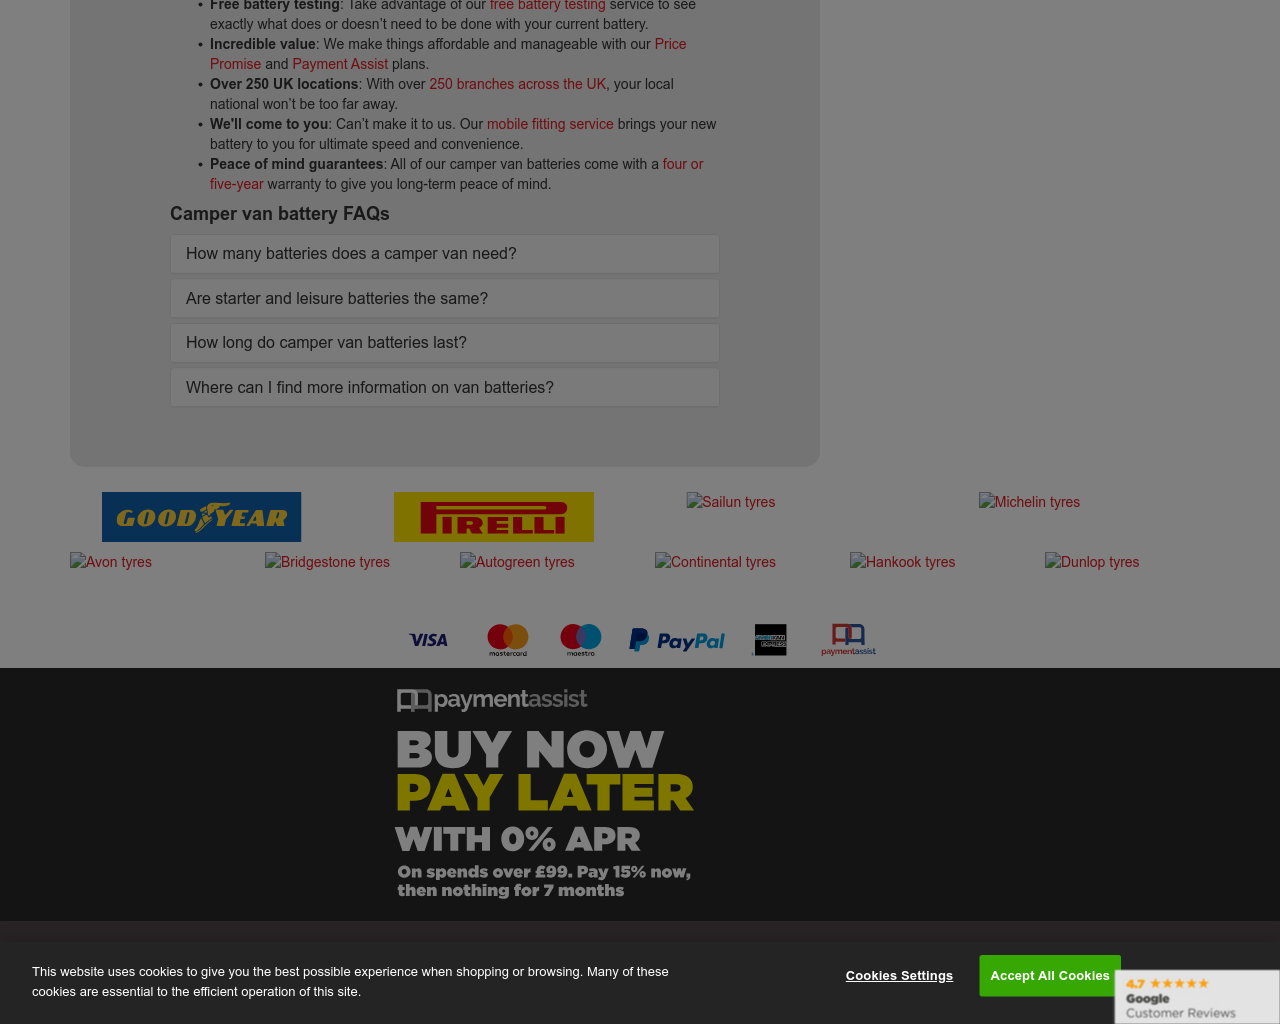 • Free battery testing: Take advantage of our free battery testing service to see
exactly what does or doesn’t need to be done with your current battery.
• Incredible value: We make things affordable and manageable with our Price
Promise and Payment Assist plans.
• Over 250 UK locations: With over 250 branches across the UK, your local
national won’t be too far away.
• We'll come to you: Can’t make it to us. Our mobile fitting service brings your new
battery to you for ultimate speed and convenience.
• Peace of mind guarantees: All of our camper van batteries come with a four or
five-year warranty to give you long-term peace of mind.
Camper van battery FAQs
How many batteries does a camper van need?
Are starter and leisure batteries the same?
How long do camper van batteries last?
Where can I find more information on van batteries?
GOODYEAR
PIRELLI
Sailun tyres
Michelin tyres
Avon tyres
Bridgestone tyres
Autogreen tyres
Continental tyres
Hankook tyres
Dunlop tyres
VISA
mastercard
maestro
PayPal
AMERICAN EXPRESS
paymentassist
paymentassist
BUY NOW
PAY LATER
WITH 0% APR
On spends over £99. Pay 15% now,
then nothing for 7 months
This website uses cookies to give you the best possible experience when shopping or browsing. Many of these
cookies are essential to the efficient operation of this site.
Cookies Settings
Accept All Cookies
4.7 ★★★★★
Google
Customer Reviews